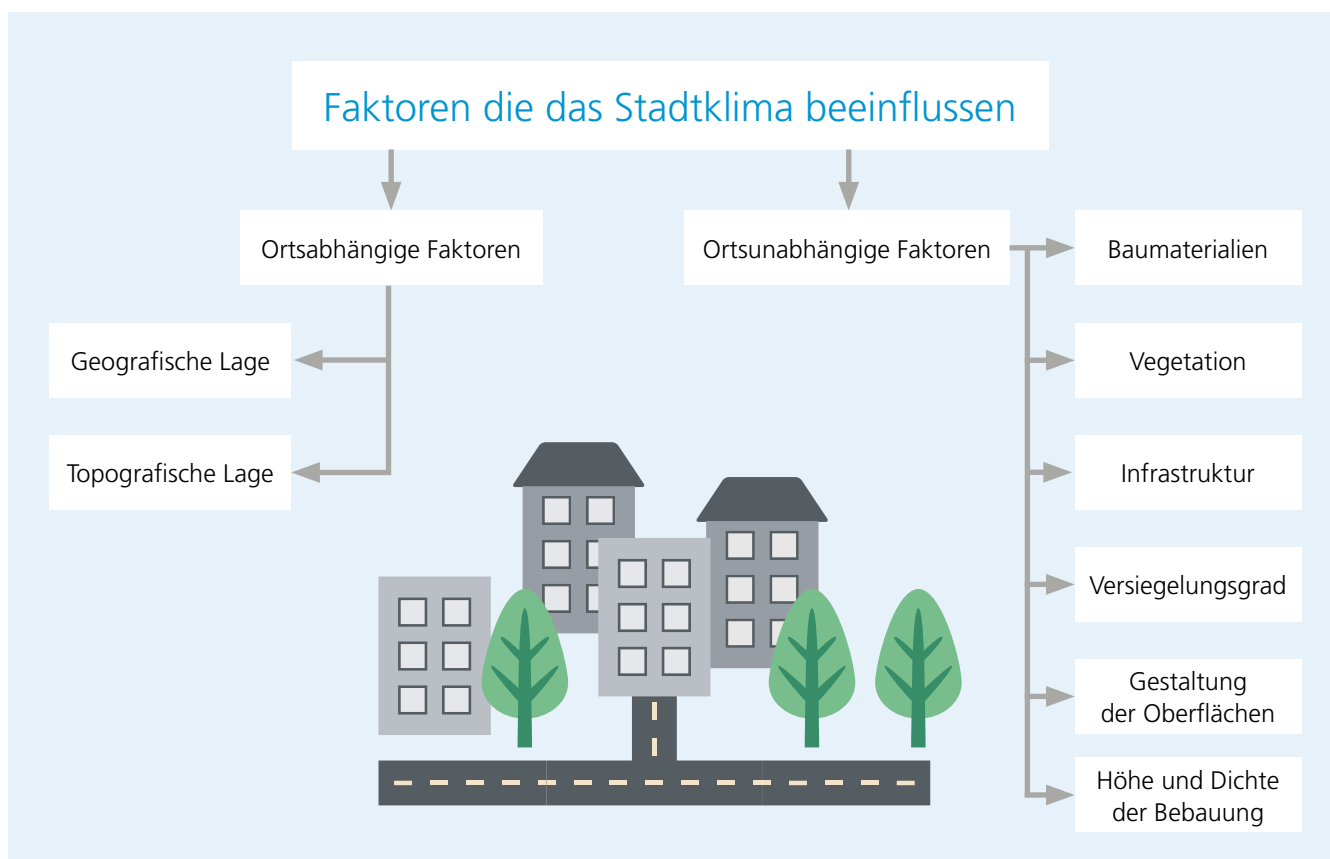 Faktoren die das Stadtklima beeinflussen
Ortsabhängige Faktoren
Geografische Lage
Topografische Lage
Ortsunabhängige Faktoren
Baumaterialien
Vegetation
Infrastruktur
Versiegelungsgrad
Gestaltung
der Oberflächen
Höhe und Dichte
der Bebauung